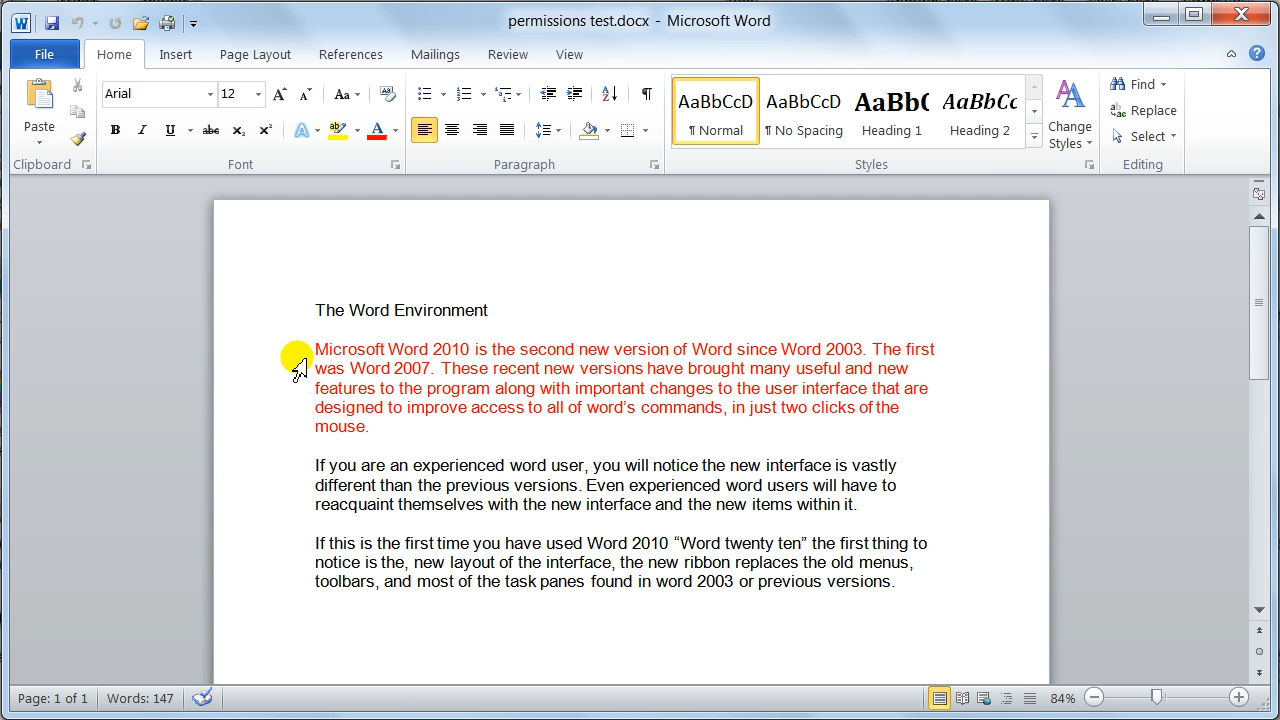 permissions test.docx - Microsoft Word
File Home Insert Page Layout References Mailings Review View
Arial 12 Aa AaBbCcD AaBbCcD AaBbC AaBbCc Find
Replace
Paste B I U abc x₂ x² A A ¶ Normal ¶ No Spacing Heading 1 Heading 2 Change Styles Select
Clipboard Font Paragraph Styles Editing
The Word Environment
Microsoft Word 2010 is the second new version of Word since Word 2003. The first
was Word 2007. These recent new versions have brought many useful and new
features to the program along with important changes to the user interface that are
designed to improve access to all of word’s commands, in just two clicks of the
mouse.
If you are an experienced word user, you will notice the new interface is vastly
different than the previous versions. Even experienced word users will have to
reacquaint themselves with the new interface and the new items within it.
If this is the first time you have used Word 2010 “Word twenty ten” the first thing to
notice is the, new layout of the interface, the new ribbon replaces the old menus,
toolbars, and most of the task panes found in word 2003 or previous versions.
Page: 1 of 1 Words: 147 84%